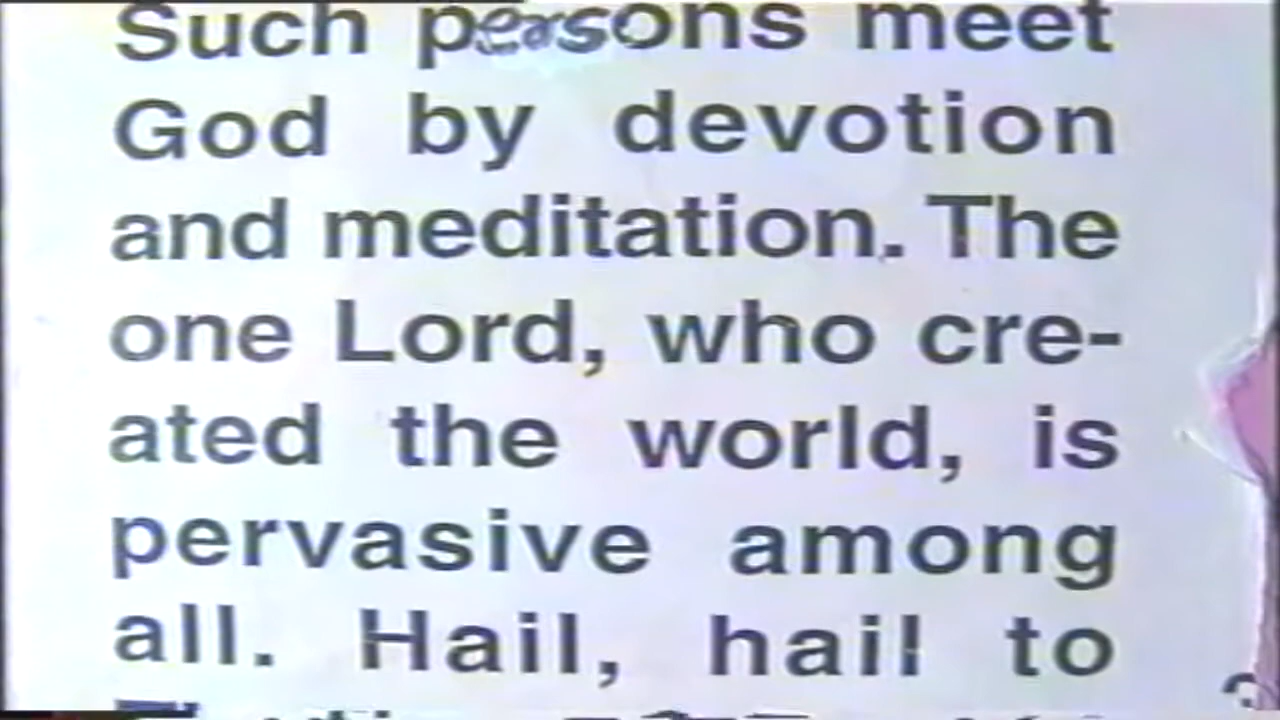 Such persons meet
God by devotion
and meditation. The
one Lord, who cre-
ated the world, is
pervasive among
all. Hail, hail to